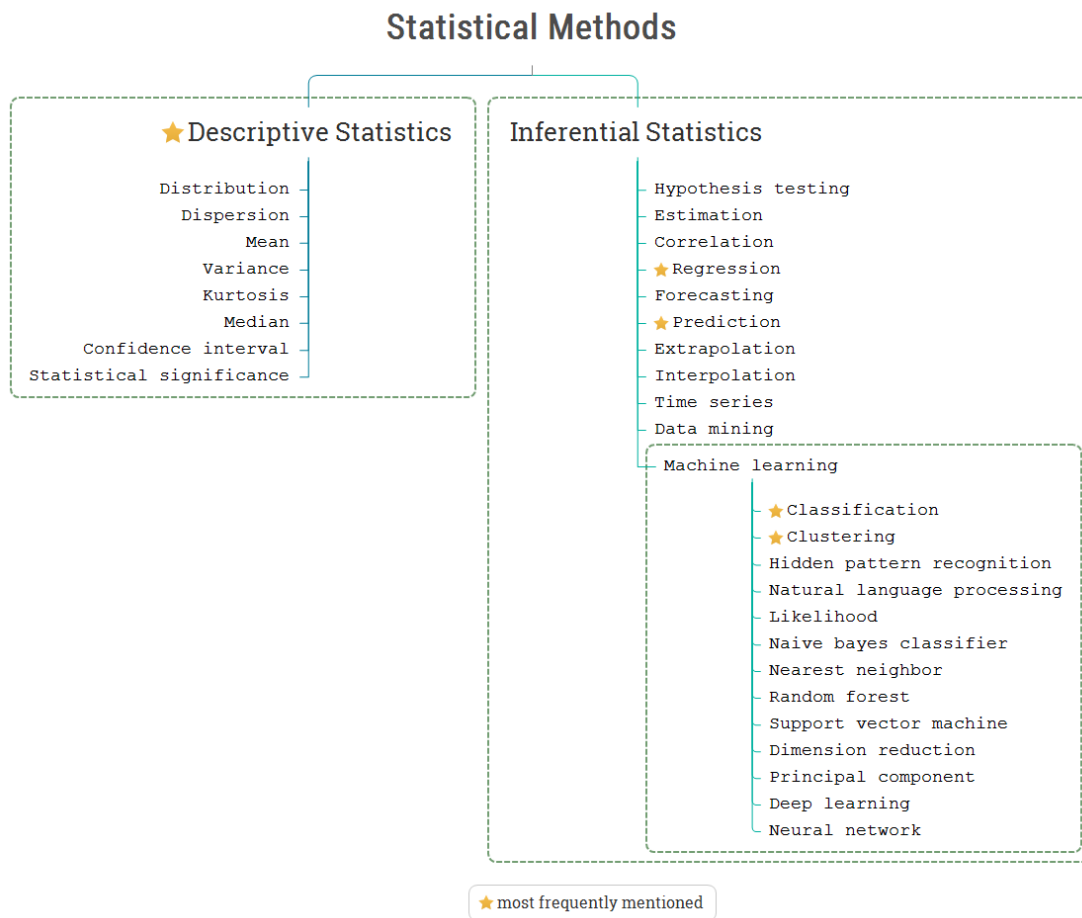 Statistical Methods
Descriptive Statistics
Distribution
Dispersion
Mean
Variance
Kurtosis
Median
Confidence interval
Statistical significance
Inferential Statistics
Hypothesis testing
Estimation
Correlation
Regression
Forecasting
Prediction
Extrapolation
Interpolation
Time series
Data mining
Machine learning
Classification
Clustering
Hidden pattern recognition
Natural language processing
Likelihood
Naive bayes classifier
Nearest neighbor
Random forest
Support vector machine
Dimension reduction
Principal component
Deep learning
Neural network
most frequently mentioned